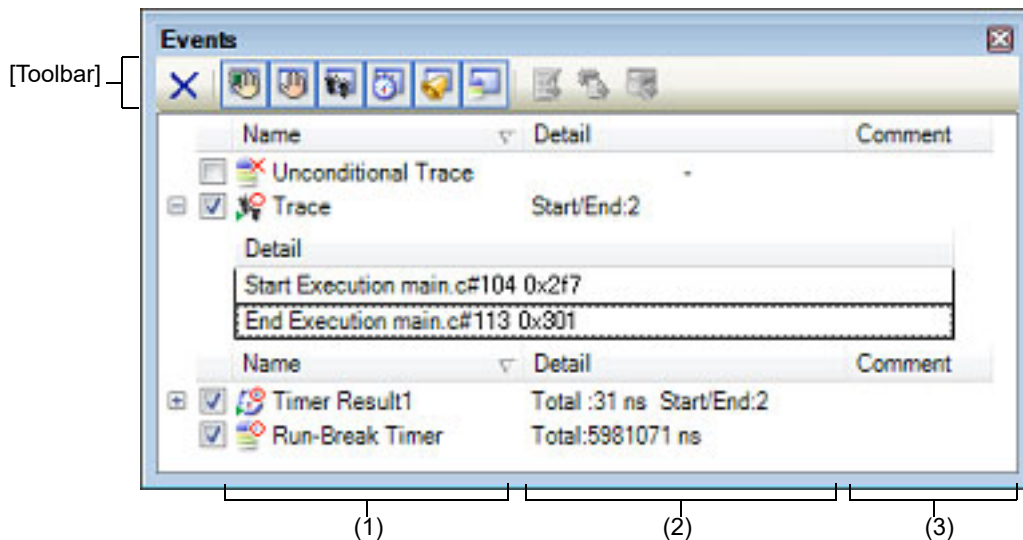 Events
[Toolbar]
Name Detail Comment
Unconditional Trace -
Trace Start/End:2
Detail
Start Execution main.c#104 0x2f7
End Execution main.c#113 0x301
Name Detail Comment
Timer Result1 Total :31 ns Start/End:2
Run-Break Timer Total:5981071 ns
(1) (2) (3)